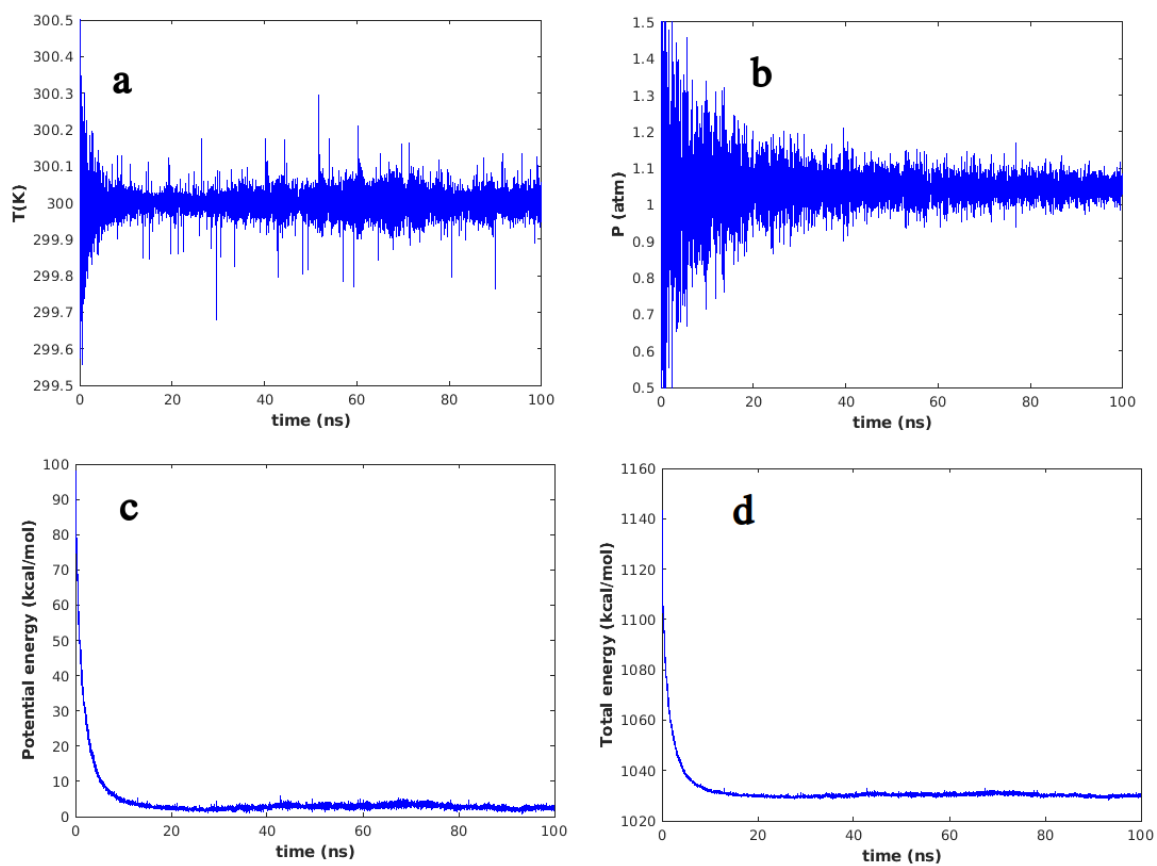 a
T(K)
300.5
300.4
300.3
300.2
300.1
300
299.9
299.8
299.7
299.6
299.5
0 20 40 60 80 100
time (ns)
b
P (atm)
1.5
1.4
1.3
1.2
1.1
1
0.9
0.8
0.7
0.6
0.5
0 20 40 60 80 100
time (ns)
c
Potential energy (kcal/mol)
100
90
80
70
60
50
40
30
20
10
0
0 20 40 60 80 100
time (ns)
d
Total energy (kcal/mol)
1160
1140
1120
1100
1080
1060
1040
1020
0 20 40 60 80 100
time (ns)